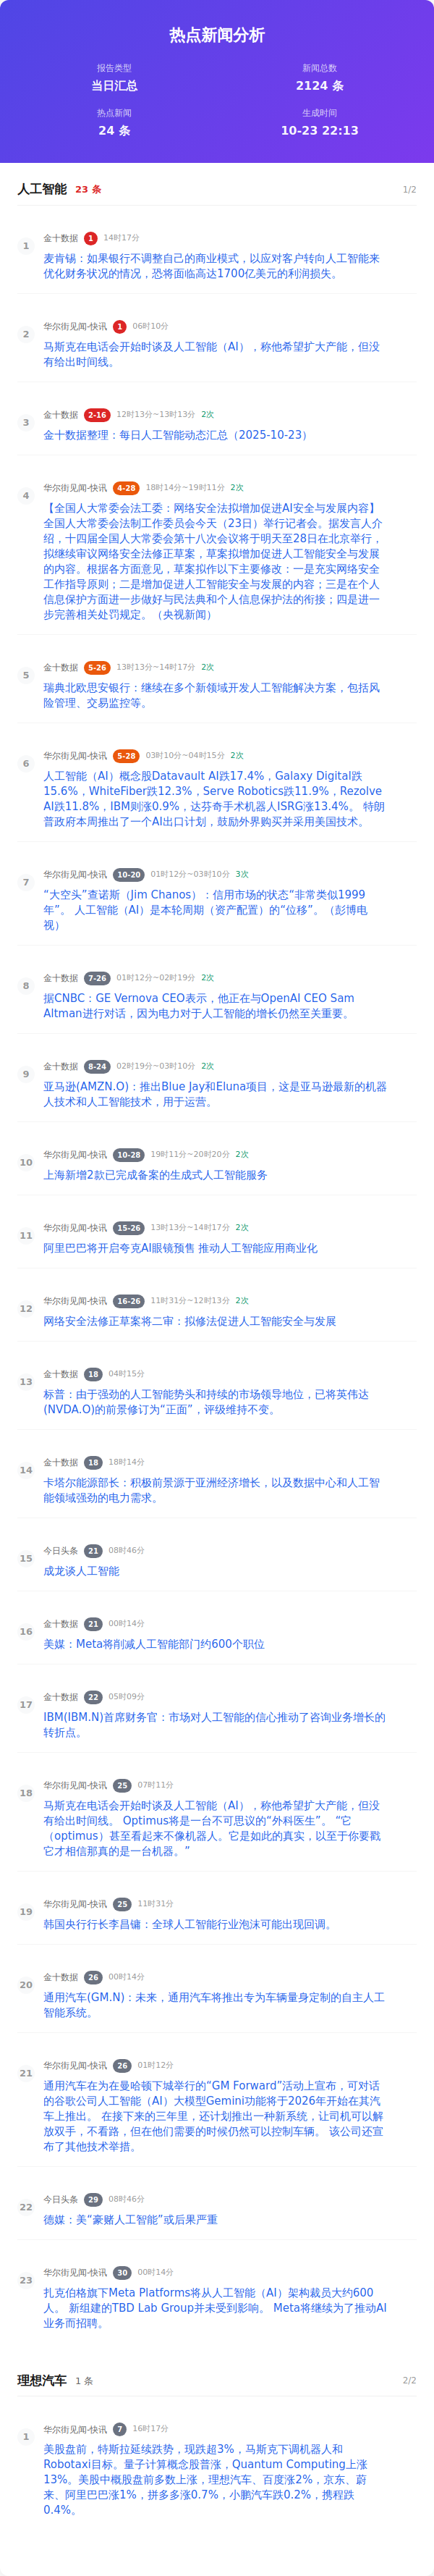 热点新闻分析
报告类型
新闻总数
当日汇总
2124 条
热点新闻
生成时间
24 条
10-23 22:13
人工智能 23 条 1/2
1
金十数据 1 14时17分
麦肯锡：如果银行不调整自己的商业模式，以应对客户转向人工智能来
优化财务状况的情况，恐将面临高达1700亿美元的利润损失。
2
华尔街见闻-快讯 1 06时10分
马斯克在电话会开始时谈及人工智能（AI），称他希望扩大产能，但没
有给出时间线。
3
金十数据 2-16 12时13分~13时13分 2次
金十数据整理：每日人工智能动态汇总（2025-10-23）
4
华尔街见闻-快讯 4-28 18时14分~19时11分 2次
【全国人大常委会法工委：网络安全法拟增加促进AI安全与发展内容】
全国人大常委会法制工作委员会今天（23日）举行记者会。据发言人介
绍，十四届全国人大常委会第十八次会议将于明天至28日在北京举行，
拟继续审议网络安全法修正草案，草案拟增加促进人工智能安全与发展
的内容。根据各方面意见，草案拟作以下主要修改：一是充实网络安全
工作指导原则；二是增加促进人工智能安全与发展的内容；三是在个人
信息保护方面进一步做好与民法典和个人信息保护法的衔接；四是进一
步完善相关处罚规定。（央视新闻）
5
金十数据 5-26 13时13分~14时17分 2次
瑞典北欧思安银行：继续在多个新领域开发人工智能解决方案，包括风
险管理、交易监控等。
6
华尔街见闻-快讯 5-28 03时10分~04时15分 2次
人工智能（AI）概念股Datavault AI跌17.4%，Galaxy Digital跌
15.6%，WhiteFiber跌12.3%，Serve Robotics跌11.9%，Rezolve
AI跌11.8%，IBM则涨0.9%，达芬奇手术机器人ISRG涨13.4%。 特朗
普政府本周推出了一个AI出口计划，鼓励外界购买并采用美国技术。
7
华尔街见闻-快讯 10-20 01时12分~03时10分 3次
“大空头”查诺斯（Jim Chanos）：信用市场的状态“非常类似1999
年”。 人工智能（AI）是本轮周期（资产配置）的“位移”。（彭博电
视）
8
金十数据 7-26 01时12分~02时19分 2次
据CNBC：GE Vernova CEO表示，他正在与OpenAI CEO Sam
Altman进行对话，因为电力对于人工智能的增长仍然至关重要。
9
金十数据 8-24 02时19分~03时10分 2次
亚马逊(AMZN.O)：推出Blue Jay和Eluna项目，这是亚马逊最新的机器
人技术和人工智能技术，用于运营。
10
华尔街见闻-快讯 10-28 19时11分~20时20分 2次
上海新增2款已完成备案的生成式人工智能服务
11
华尔街见闻-快讯 15-26 13时13分~14时17分 2次
阿里巴巴将开启夸克AI眼镜预售 推动人工智能应用商业化
12
华尔街见闻-快讯 16-26 11时31分~12时13分 2次
网络安全法修正草案将二审：拟修法促进人工智能安全与发展
13
金十数据 18 04时15分
标普：由于强劲的人工智能势头和持续的市场领导地位，已将英伟达
(NVDA.O)的前景修订为“正面”，评级维持不变。
14
金十数据 18 18时14分
卡塔尔能源部长：积极前景源于亚洲经济增长，以及数据中心和人工智
能领域强劲的电力需求。
15
今日头条 21 08时46分
成龙谈人工智能
16
金十数据 21 00时14分
美媒：Meta将削减人工智能部门约600个职位
17
金十数据 22 05时09分
IBM(IBM.N)首席财务官：市场对人工智能的信心推动了咨询业务增长的
转折点。
18
华尔街见闻-快讯 25 07时11分
马斯克在电话会开始时谈及人工智能（AI），称他希望扩大产能，但没
有给出时间线。 Optimus将是一台不可思议的“外科医生”。 “它
（optimus）甚至看起来不像机器人。它是如此的真实，以至于你要戳
它才相信那真的是一台机器。”
19
华尔街见闻-快讯 25 11时31分
韩国央行行长李昌镛：全球人工智能行业泡沫可能出现回调。
20
金十数据 26 00时14分
通用汽车(GM.N)：未来，通用汽车将推出专为车辆量身定制的自主人工
智能系统。
21
华尔街见闻-快讯 26 01时12分
通用汽车在为在曼哈顿下城举行的“GM Forward”活动上宣布，可对话
的谷歌公司人工智能（AI）大模型Gemini功能将于2026年开始在其汽
车上推出。 在接下来的三年里，还计划推出一种新系统，让司机可以解
放双手，不看路，但在他们需要的时候仍然可以控制车辆。 该公司还宣
布了其他技术举措。
22
今日头条 29 08时46分
德媒：美“豪赌人工智能”或后果严重
23
华尔街见闻-快讯 30 00时14分
扎克伯格旗下Meta Platforms将从人工智能（AI）架构裁员大约600
人。 新组建的TBD Lab Group并未受到影响。 Meta将继续为了推动AI
业务而招聘。
理想汽车 1 条 2/2
1
华尔街见闻-快讯 7 16时17分
美股盘前，特斯拉延续跌势，现跌超3%，马斯克下调机器人和
Robotaxi目标。量子计算概念股普涨，Quantum Computing上涨
13%。美股中概股盘前多数上涨，理想汽车、百度涨2%，京东、蔚
来、阿里巴巴涨1%，拼多多涨0.7%，小鹏汽车跌0.2%，携程跌
0.4%。